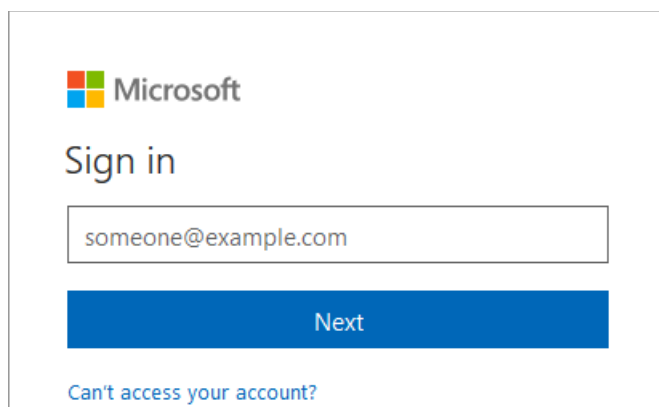 Microsoft
Sign in
someone@example.com
Next
Can't access your account?